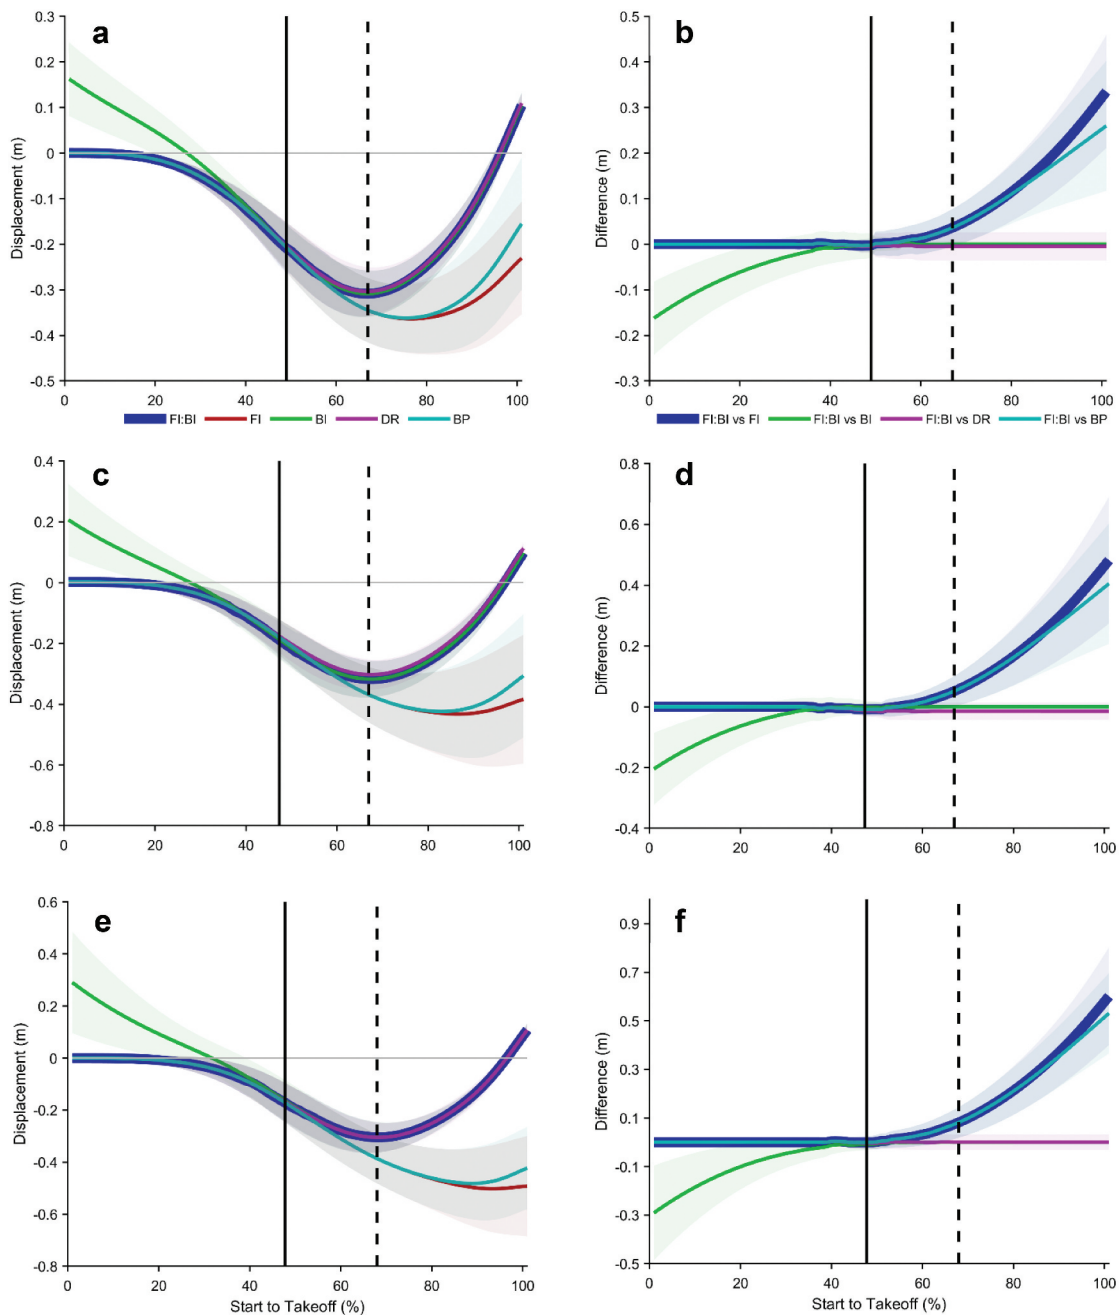 a
0.3
0.2
0.1
0
-0.1
-0.2
-0.3
-0.4
-0.5
Displacement (m)
0 20 40 60 80 100
FI:BI FI BI DR BP
b
0.5
0.4
0.3
0.2
0.1
0
-0.1
-0.2
-0.3
Difference (m)
0 20 40 60 80 100
FI:BI vs FI FI:BI vs BI FI:BI vs DR FI:BI vs BP
c
0.4
0.2
0
-0.2
-0.4
-0.6
-0.8
Displacement (m)
0 20 40 60 80 100
d
0.8
0.6
0.4
0.2
0
-0.2
-0.4
Difference (m)
0 20 40 60 80 100
e
0.6
0.4
0.2
0
-0.2
-0.4
-0.6
-0.8
Displacement (m)
0 20 40 60 80 100
Start to Takeoff (%)
f
0.9
0.7
0.5
0.3
0.1
-0.1
-0.3
-0.5
Difference (m)
0 20 40 60 80 100
Start to Takeoff (%)